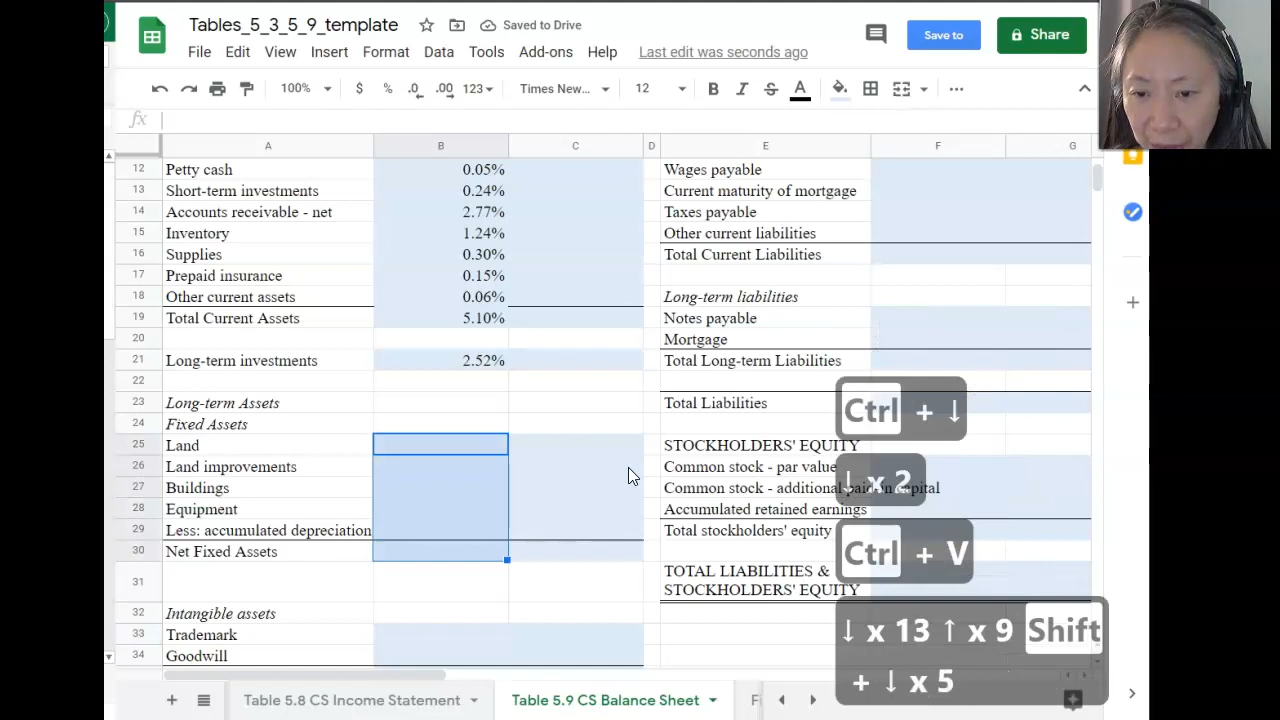 Tables_5_3_5_9_template
Saved to Drive
File Edit View Insert Format Data Tools Add-ons Help Last edit was seconds ago
Save to
Share
100% $ % .0 .00 123 Times New... 12 B I S A ...
fx
A B C D E F G
12 Petty cash 0.05% Wages payable
13 Short-term investments 0.24% Current maturity of mortgage
14 Accounts receivable - net 2.77% Taxes payable
15 Inventory 1.24% Other current liabilities
16 Supplies 0.30% Total Current Liabilities
17 Prepaid insurance 0.15%
18 Other current assets 0.06% Long-term liabilities
19 Total Current Assets 5.10% Notes payable
20 Mortgage
21 Long-term investments 2.52% Total Long-term Liabilities
22
23 Long-term Assets Total Liabilities
24 Fixed Assets
25 Land STOCKHOLDERS' EQUITY
26 Land improvements Common stock - par value
27 Buildings Common stock - additional paid-in capital
28 Equipment Accumulated retained earnings
29 Less: accumulated depreciation Total stockholders' equity
30 Net Fixed Assets
31 TOTAL LIABILITIES &
STOCKHOLDERS' EQUITY
32 Intangible assets
33 Trademark
34 Goodwill
Ctrl + ↓
↓ x 2
Ctrl + V
↓ x 13 ↑ x 9 Shift
+ ↓ x 5
Table 5.8 CS Income Statement
Table 5.9 CS Balance Sheet